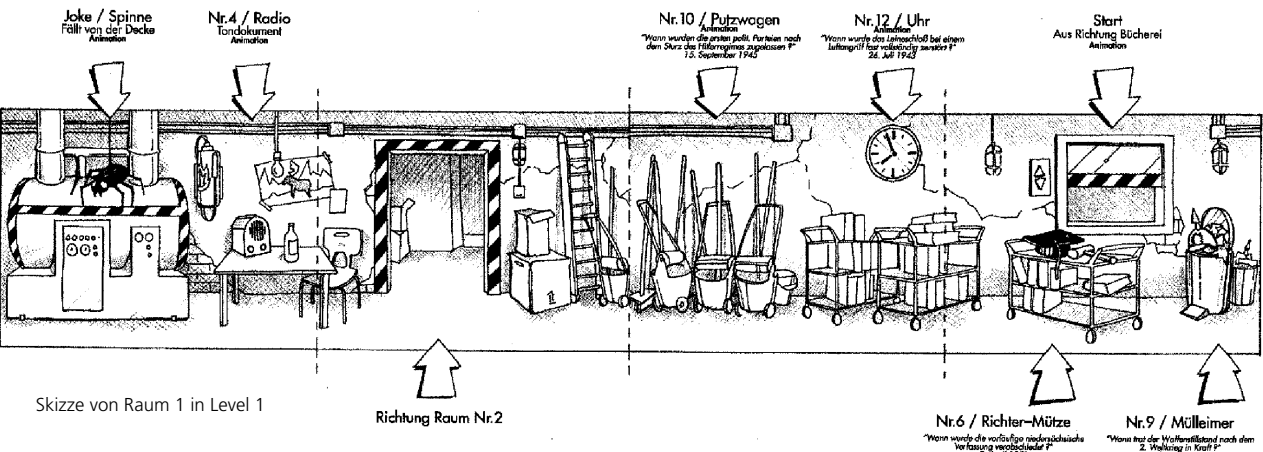 Joke / Spinne
Fällt von der Decke
Animation
Nr.4 / Radio
Tondokument
Animation
Nr.10 / Putzwagen
Animation
"Wann wurden die ersten polit. Parteien nach
dem Sturz des Hitlerregimes zugelassen ?"
15. September 1945
Nr.12 / Uhr
Animation
"Wann wurde das Leineschloß bei einem
Luftangriff fast vollständig zerstört ?"
26. Juli 1943
Start
Aus Richtung Bücherei
Animation
1
Skizze von Raum 1 in Level 1
Richtung Raum Nr.2
Nr.6 / Richter-Mütze
"Wann wurde die vorläufige niedersächsische
Verfassung verabschiedet ?"
Nr.9 / Mülleimer
"Wann trat der Waffenstillstand nach dem
2. Weltkrieg in Kraft ?"